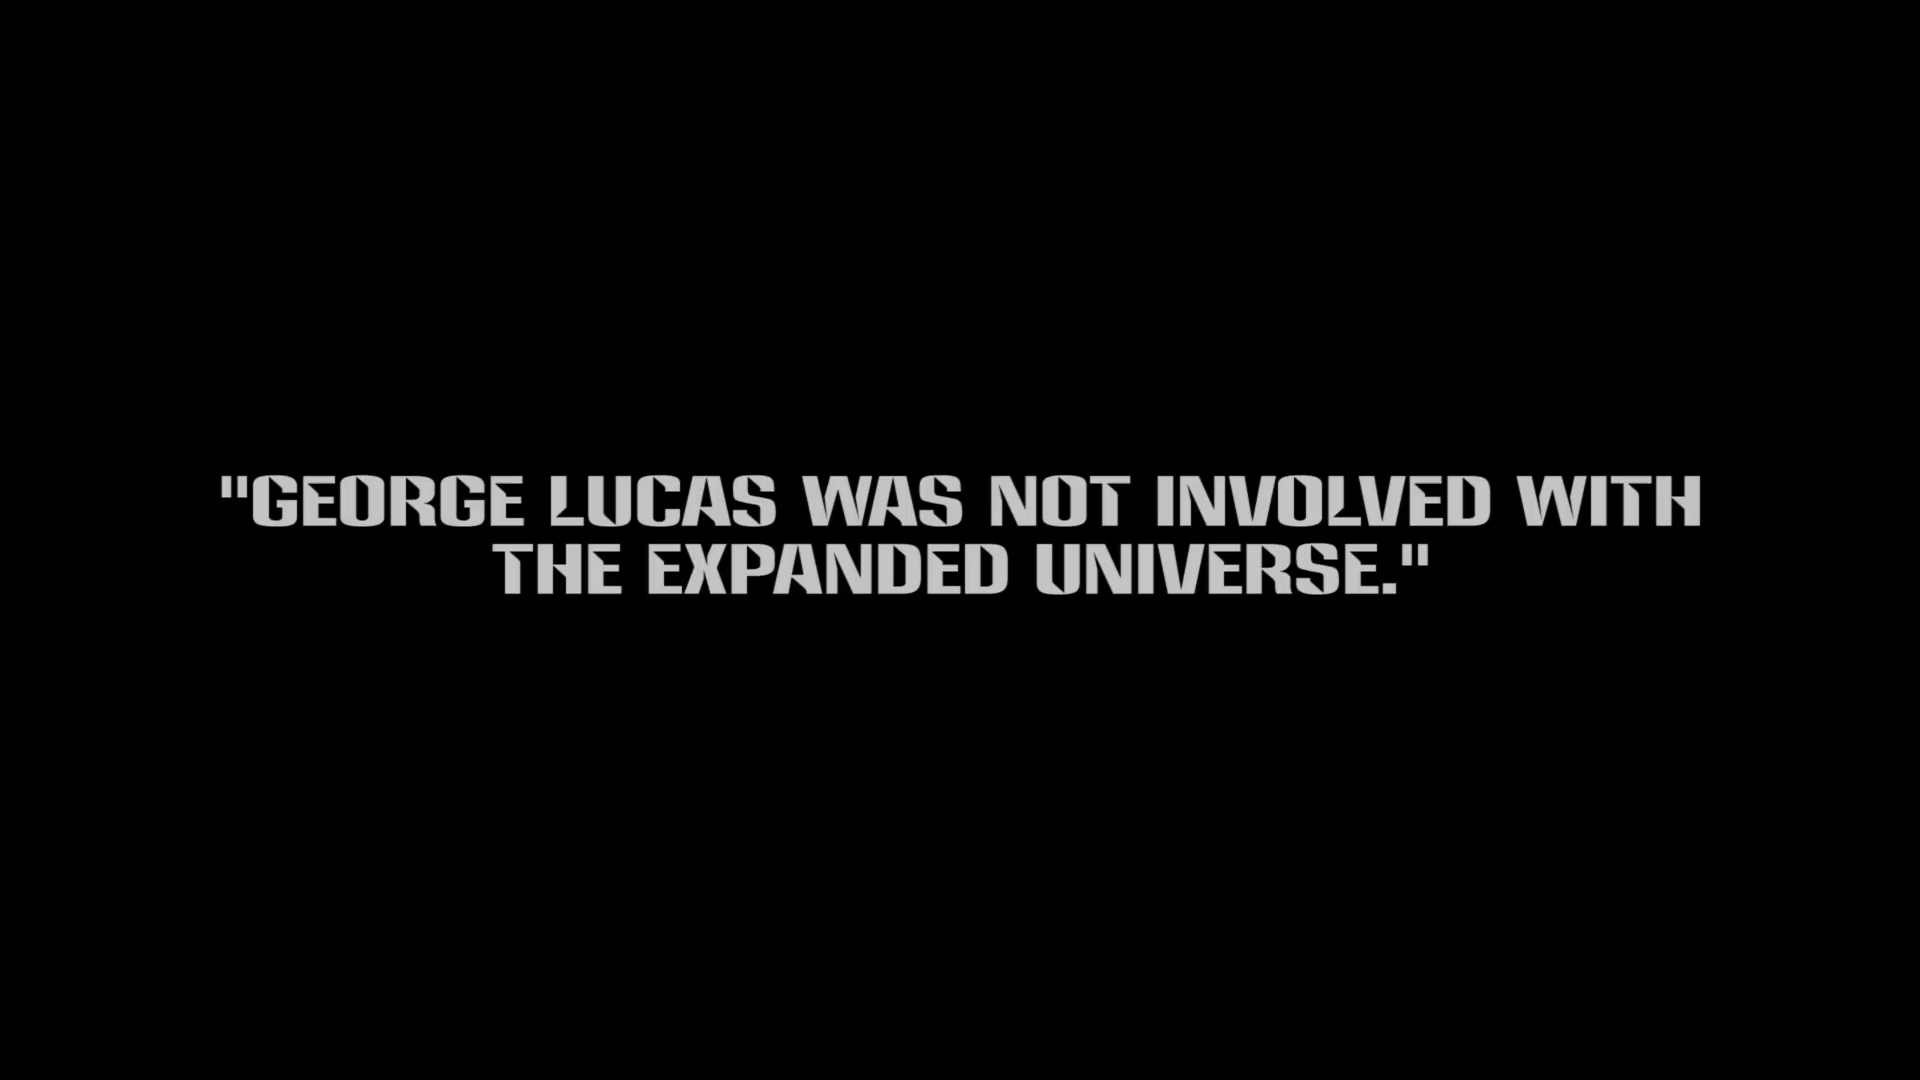 "GEORGE LUCAS WAS NOT INVOLVED WITH
THE EXPANDED UNIVERSE."